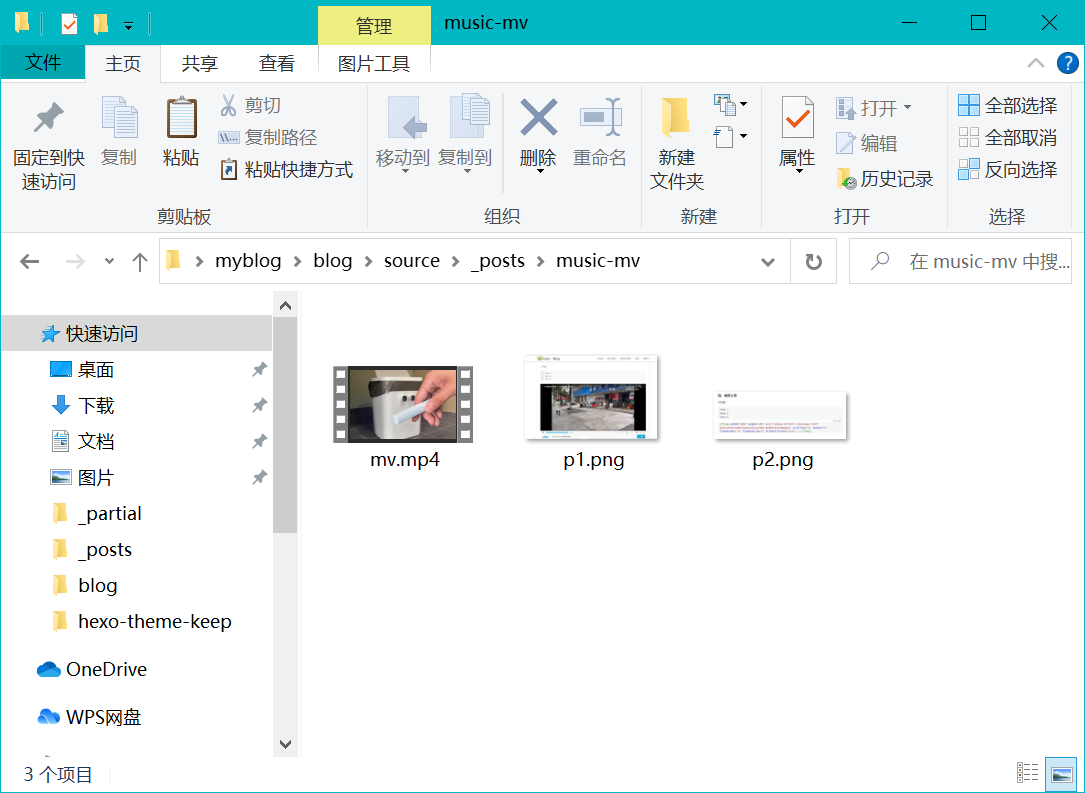 管理
music-mv
文件
主页
共享
查看
图片工具
固定到快
速访问
复制
粘贴
剪切
复制路径
粘贴快捷方式
剪贴板
移动到
复制到
删除
重命名
组织
新建
文件夹
新建
属性
打开
编辑
历史记录
打开
全部选择
全部取消
反向选择
选择
myblog
blog
source
_posts
music-mv
在 music-mv 中搜...
快速访问
桌面
下载
文档
图片
_partial
_posts
blog
hexo-theme-keep
OneDrive
WPS网盘
mv.mp4
p1.png
p2.png
3 个项目